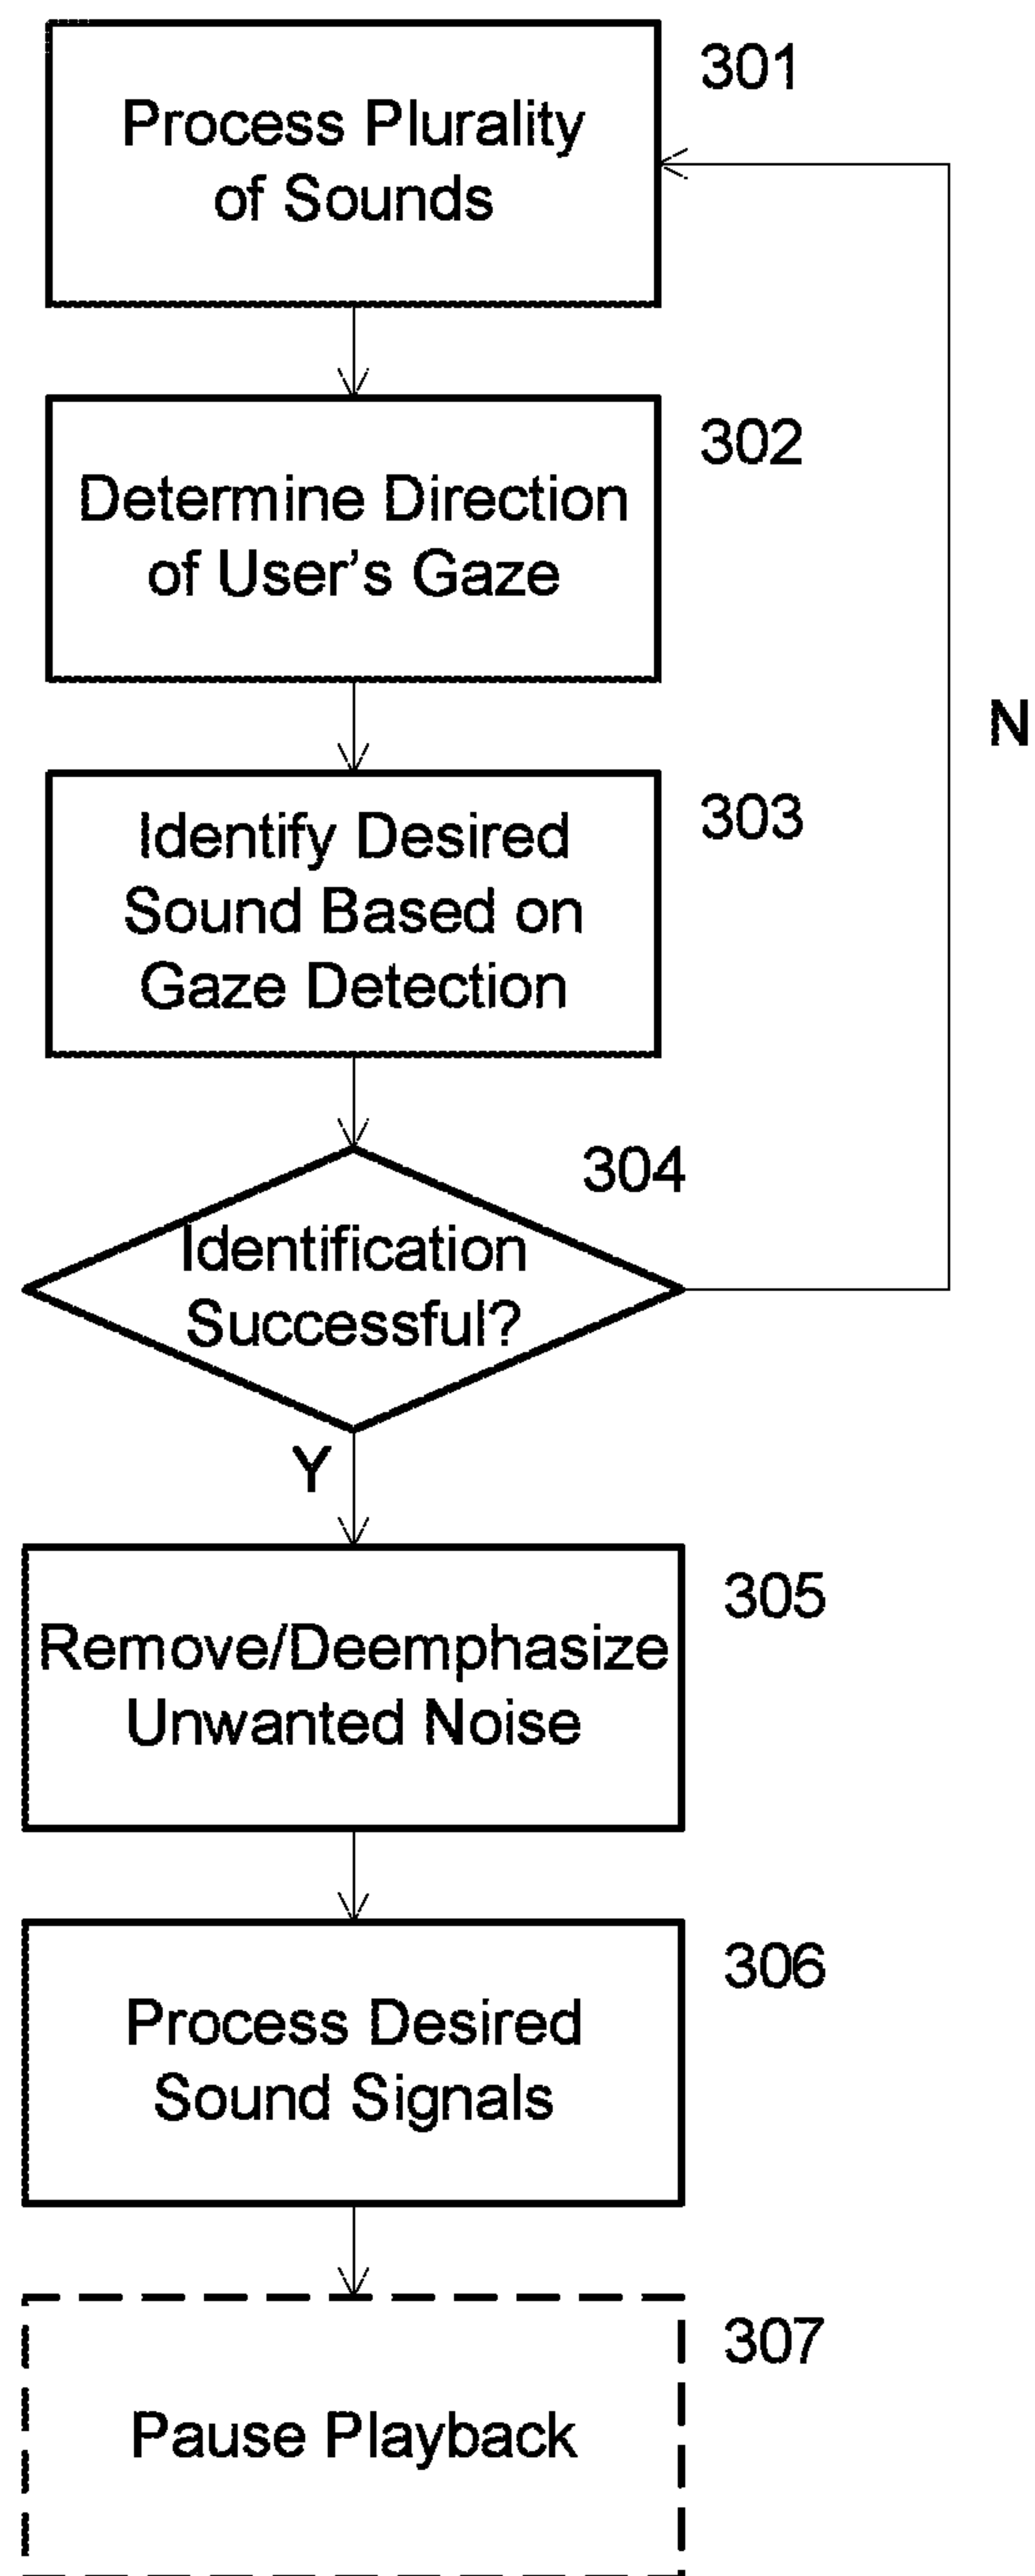 Process Plurality
of Sounds
301
Determine Direction
of User’s Gaze
302
Identify Desired
Sound Based on
Gaze Detection
303
N
Identification
Successful?
304
Y
Remove/Deemphasize
Unwanted Noise
305
Process Desired
Sound Signals
306
Pause Playback
307